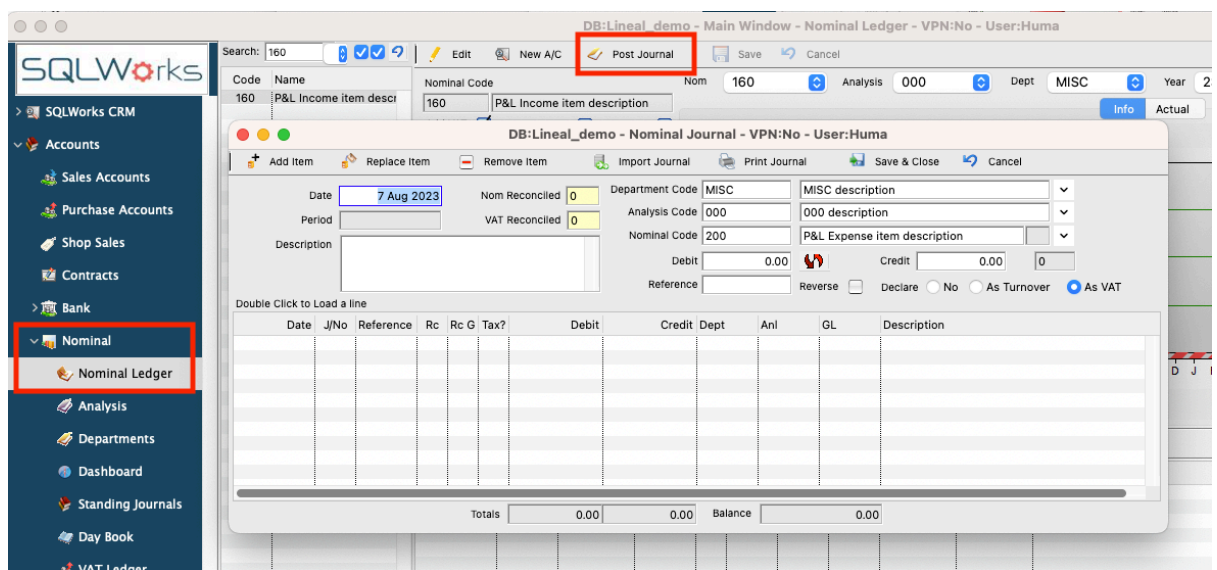 DB:Lineal_demo - Main Window - Nominal Ledger - VPN:No - User:Huma
SQLWorks
Search: 160 Edit New A/C Post Journal Save Cancel
Code Name
160 P&L Income item descr
Nominal Code Nom 160 Analysis 000 Dept MISC Year 2
160 P&L Income item description
Info Actual
SQLWorks CRM
Accounts
Sales Accounts
Purchase Accounts
Shop Sales
Contracts
Bank
Nominal
Nominal Ledger
Analysis
Departments
Dashboard
Standing Journals
Day Book
VAT Ledger
DB:Lineal_demo - Nominal Journal - VPN:No - User:Huma
Add Item Replace Item Remove Item Import Journal Print Journal Save & Close Cancel
Date 7 Aug 2023 Nom Reconciled 0 Department Code MISC MISC description
Period VAT Reconciled 0 Analysis Code 000 000 description
Description Nominal Code 200 P&L Expense item description
Debit 0.00 Credit 0.00 0
Reference Reverse Declare No As Turnover As VAT
Double Click to Load a line
Date J/No Reference Rc Rc G Tax? Debit Credit Dept Anl GL Description
Totals 0.00 0.00 Balance 0.00
D J